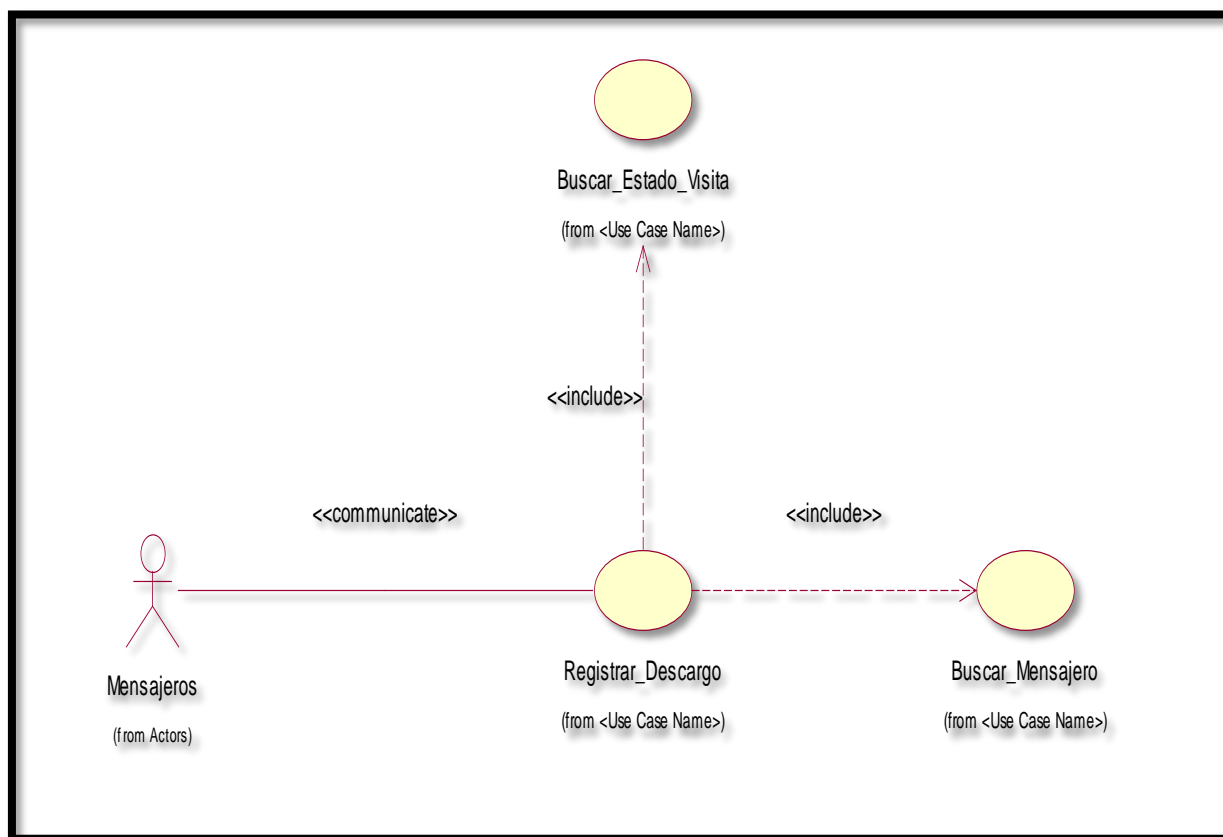 Buscar_Estado_Visita
(from <Use Case Name>)
<<include>>
<<communicate>>
<<include>>
Mensajeros
(from Actors)
Registrar_Descargo
(from <Use Case Name>)
Buscar_Mensajero
(from <Use Case Name>)